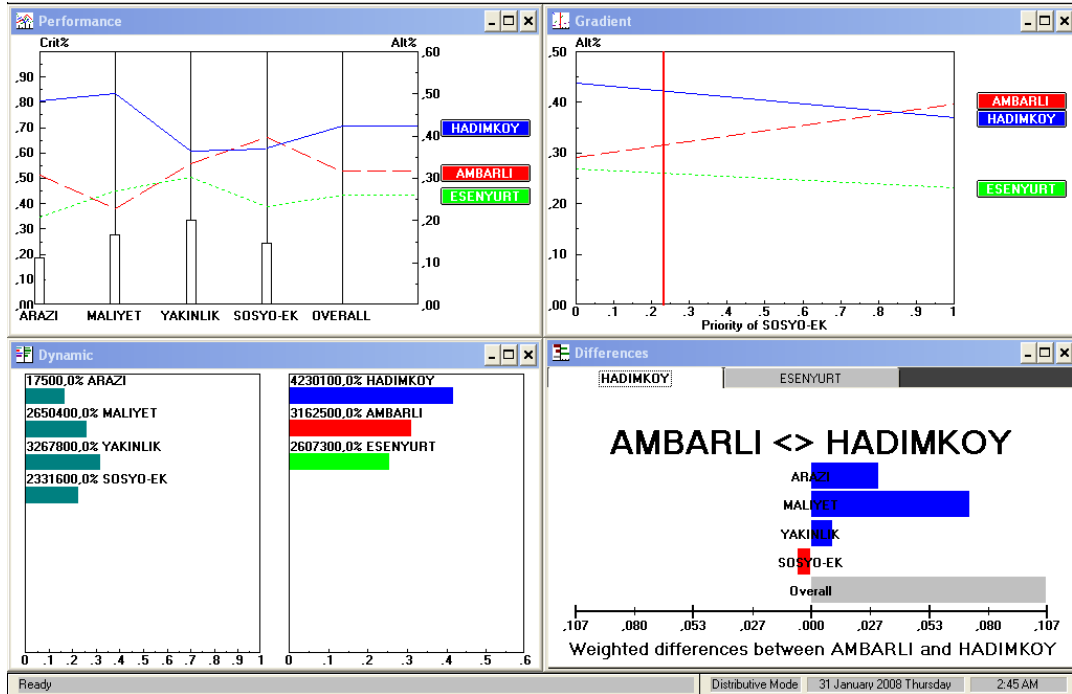 Performance
Crit%
Alt%
,90
,80
,70
,60
,50
,40
,30
,20
,10
,00
,60
,50
,40
,30
,20
,10
,00
HADIMKOY
AMBARLI
ESENYURT
ARAZI MALIYET YAKINLIK SOSYO-EK OVERALL
Gradient
Alt%
,50
,40
,30
,20
,10
,00
AMBARLI
HADIMKOY
ESENYURT
0 .1 .2 .3 .4 .5 .6 .7 .8 .9 1
Priority of SOSYO-EK
Dynamic
17500,0% ARAZI
2650400,0% MALIYET
3267800,0% YAKINLIK
2331600,0% SOSYO-EK
0 .1 .2 .3 .4 .5 .6 .7 .8 .9 1
4230100,0% HADIMKOY
3162500,0% AMBARLI
2607300,0% ESENYURT
0 .1 .2 .3 .4 .5 .6
Differences
HADIMKOY ESENYURT
AMBARLI <> HADIMKOY
ARAZI
MALIYET
YAKINLIK
SOSYO-EK
Overall
,107 ,080 ,053 ,027 ,000 ,027 ,053 ,080 ,107
Weighted differences between AMBARLI and HADIMKOY
Ready Distributive Mode 31 January 2008 Thursday 2:45 AM